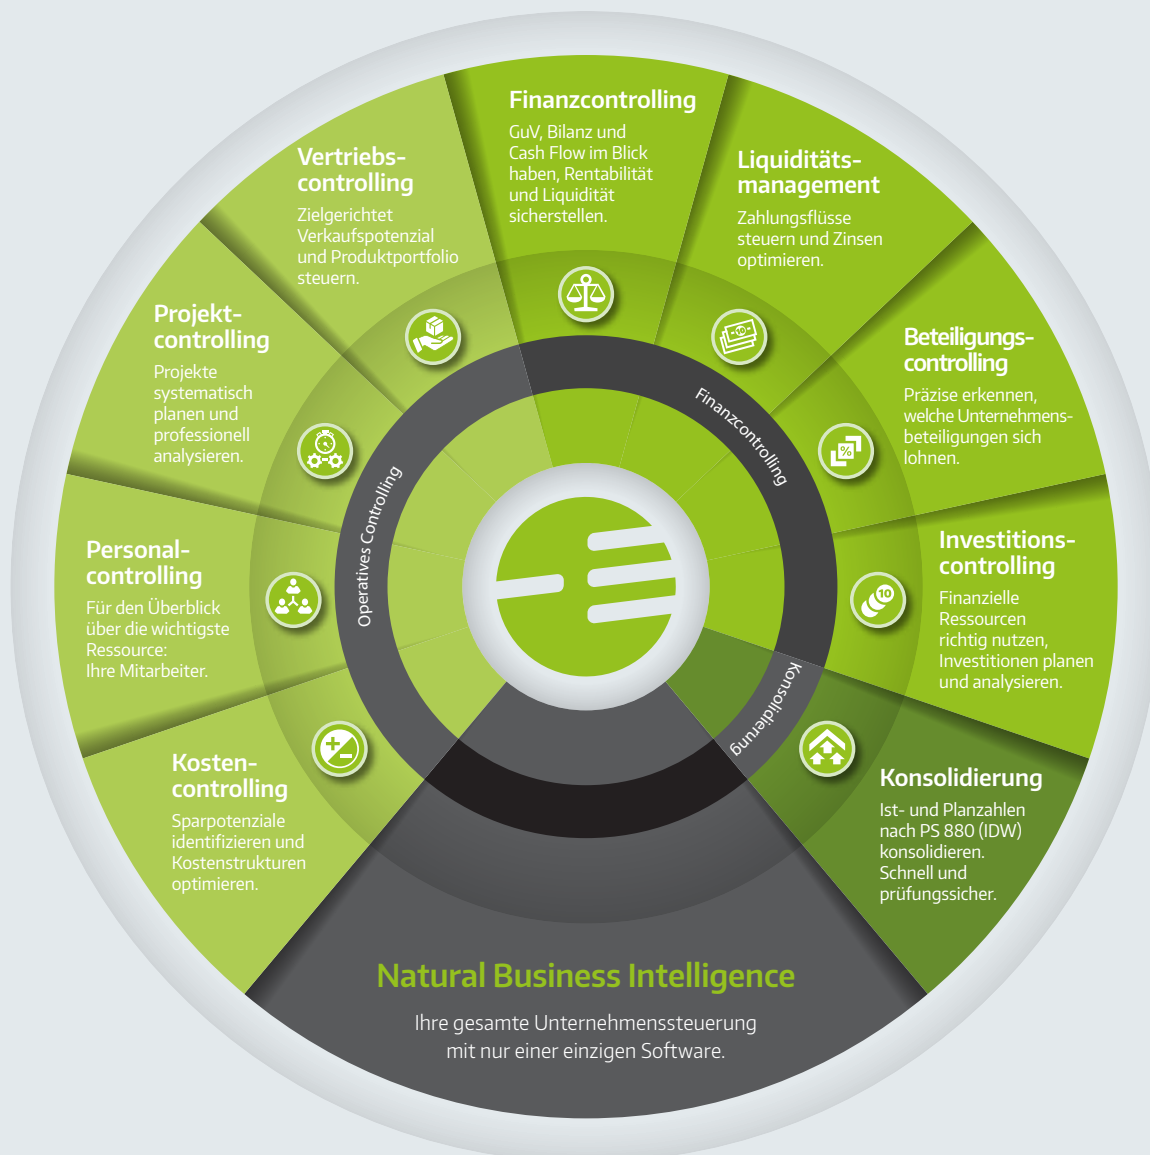 Finanzcontrolling
GuV, Bilanz und
Cash Flow im Blick
haben, Rentabilität
und Liquidität
sicherstellen.
Liquiditäts-
management
Zahlungsflüsse
steuern und Zinsen
optimieren.
Beteiligungs-
controlling
Präzise erkennen,
welche Unternehmens-
beteiligungen sich
lohnen.
Investitions-
controlling
Finanzielle
Ressourcen
richtig nutzen,
Investitionen planen
und analysieren.
Konsolidierung
Ist- und Planzahlen
nach PS 880 (IDW)
konsolidieren.
Schnell und
prüfungssicher.
Vertriebs-
controlling
Zielgerichtet
Verkaufspotenzial
und Produktportfolio
steuern.
Projekt-
controlling
Projekte
systematisch
planen und
professionell
analysieren.
Personal-
controlling
Für den Überblick
über die wichtigste
Ressource:
Ihre Mitarbeiter.
Kosten-
controlling
Sparpotenziale
identifizieren und
Kostenstrukturen
optimieren.
Operatives Controlling
Finanzcontrolling
Konsolidierung
%
10
Natural Business Intelligence
Ihre gesamte Unternehmenssteuerung
mit nur einer einzigen Software.